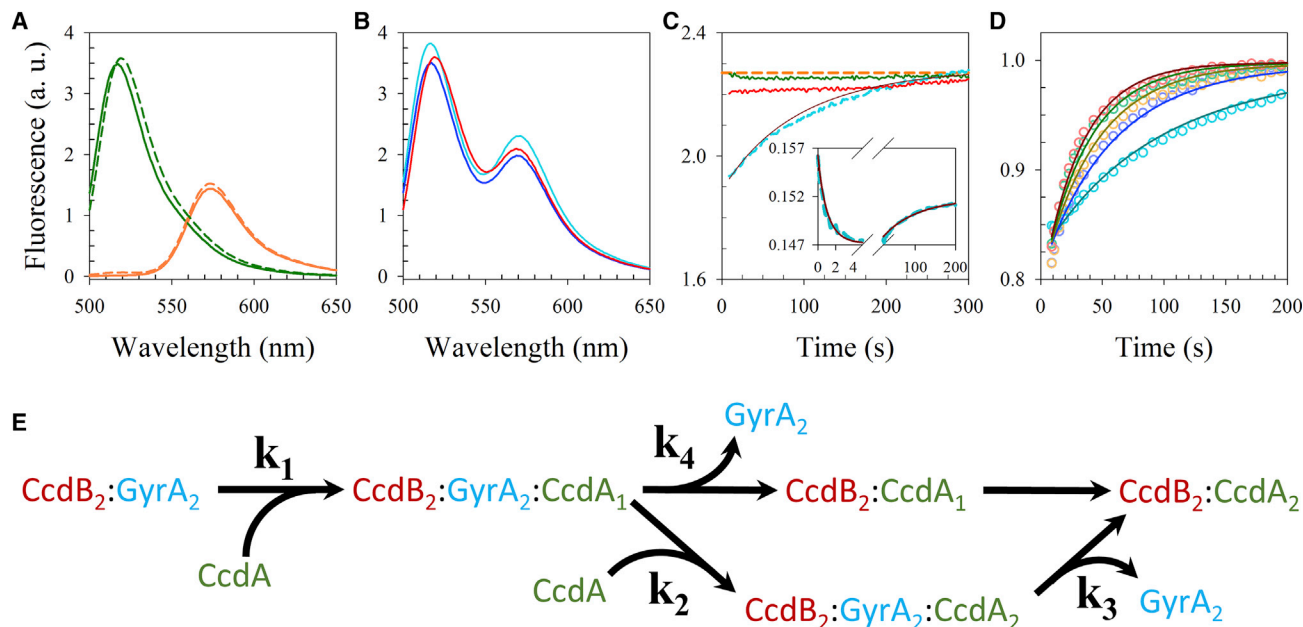 A
B
C
D
Fluorescence (a. u.)
4
3
2
1
0
500
550
600
650
Wavelength (nm)
4
3
2
1
0
500
550
600
650
Wavelength (nm)
2.4
2.0
1.6
0
100
200
300
Time (s)
0.157
0.152
0.147
0
2
4
100
200
1.0
0.9
0.8
0
50
100
150
200
Time (s)
E
GyrA₂
k₁
k₄
CcdB₂:GyrA₂
CcdB₂:GyrA₂:CcdA₁
CcdB₂:CcdA₁
CcdB₂:CcdA₂
CcdA
CcdA
k₂
k₃
CcdB₂:GyrA₂:CcdA₂
GyrA₂